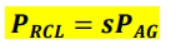 P_RCL = sP_AG